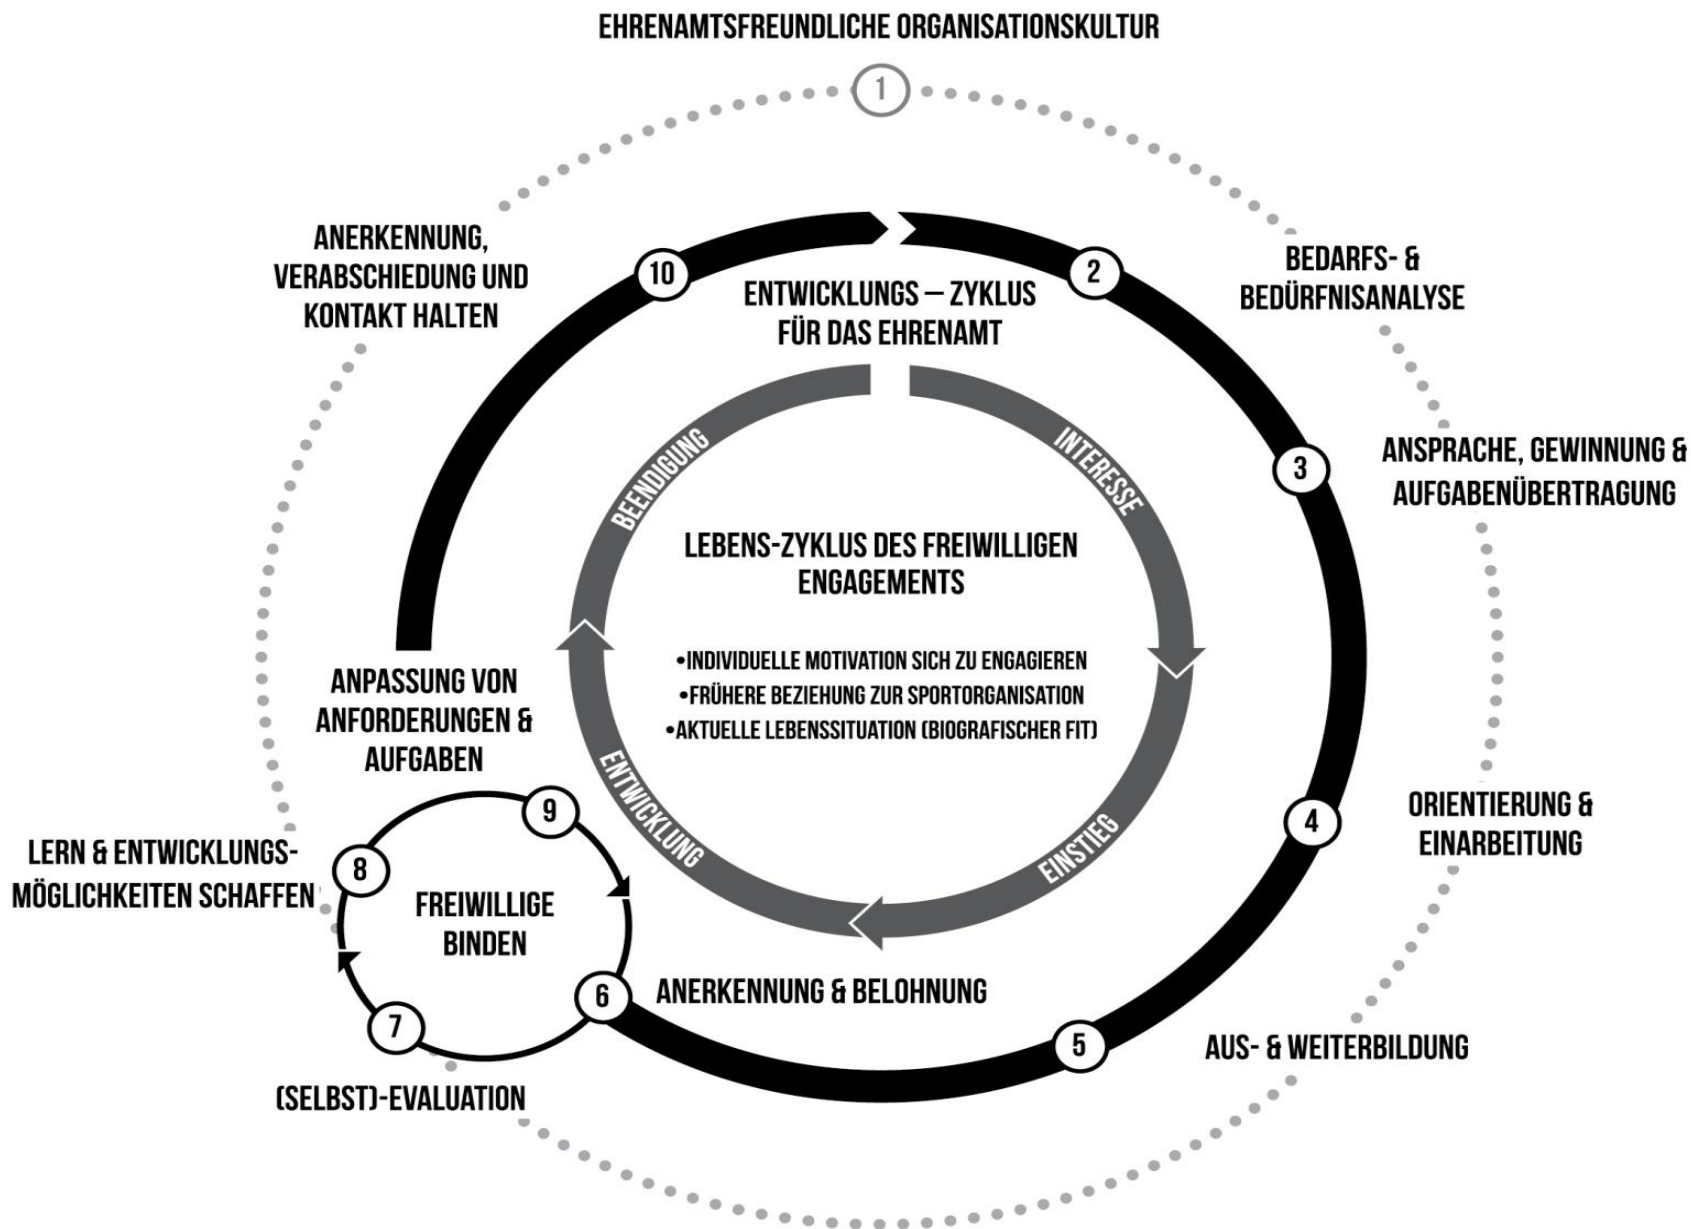 EHRENAMTSFREUNDLICHE ORGANISATIONSKULTUR
1
ANERKENNUNG,
VERABSCHIEDUNG UND
KONTAKT HALTEN
10
ENTWICKLUNGS – ZYKLUS
FÜR DAS EHRENAMT
2
BEDARFS- &
BEDÜRFNISANALYSE
3
ANSPRACHE, GEWINNUNG &
AUFGABENÜBERTRAGUNG
BEENDIGUNG
INTERESSE
LEBENS-ZYKLUS DES FREIWILLIGEN
ENGAGEMENTS
•INDIVIDUELLE MOTIVATION SICH ZU ENGAGIEREN
•FRÜHERE BEZIEHUNG ZUR SPORTORGANISATION
•AKTUELLE LEBENSSITUATION (BIOGRAFISCHER FIT)
ENTWICKLUNG
EINSTIEG
4
ORIENTIERUNG &
EINARBEITUNG
ANPASSUNG VON
ANFORDERUNGEN &
AUFGABEN
9
8
LERN & ENTWICKLUNGS-
MÖGLICHKEITEN SCHAFFEN
FREIWILLIGE
BINDEN
6
ANERKENNUNG & BELOHNUNG
7
(SELBST)-EVALUATION
5
AUS- & WEITERBILDUNG